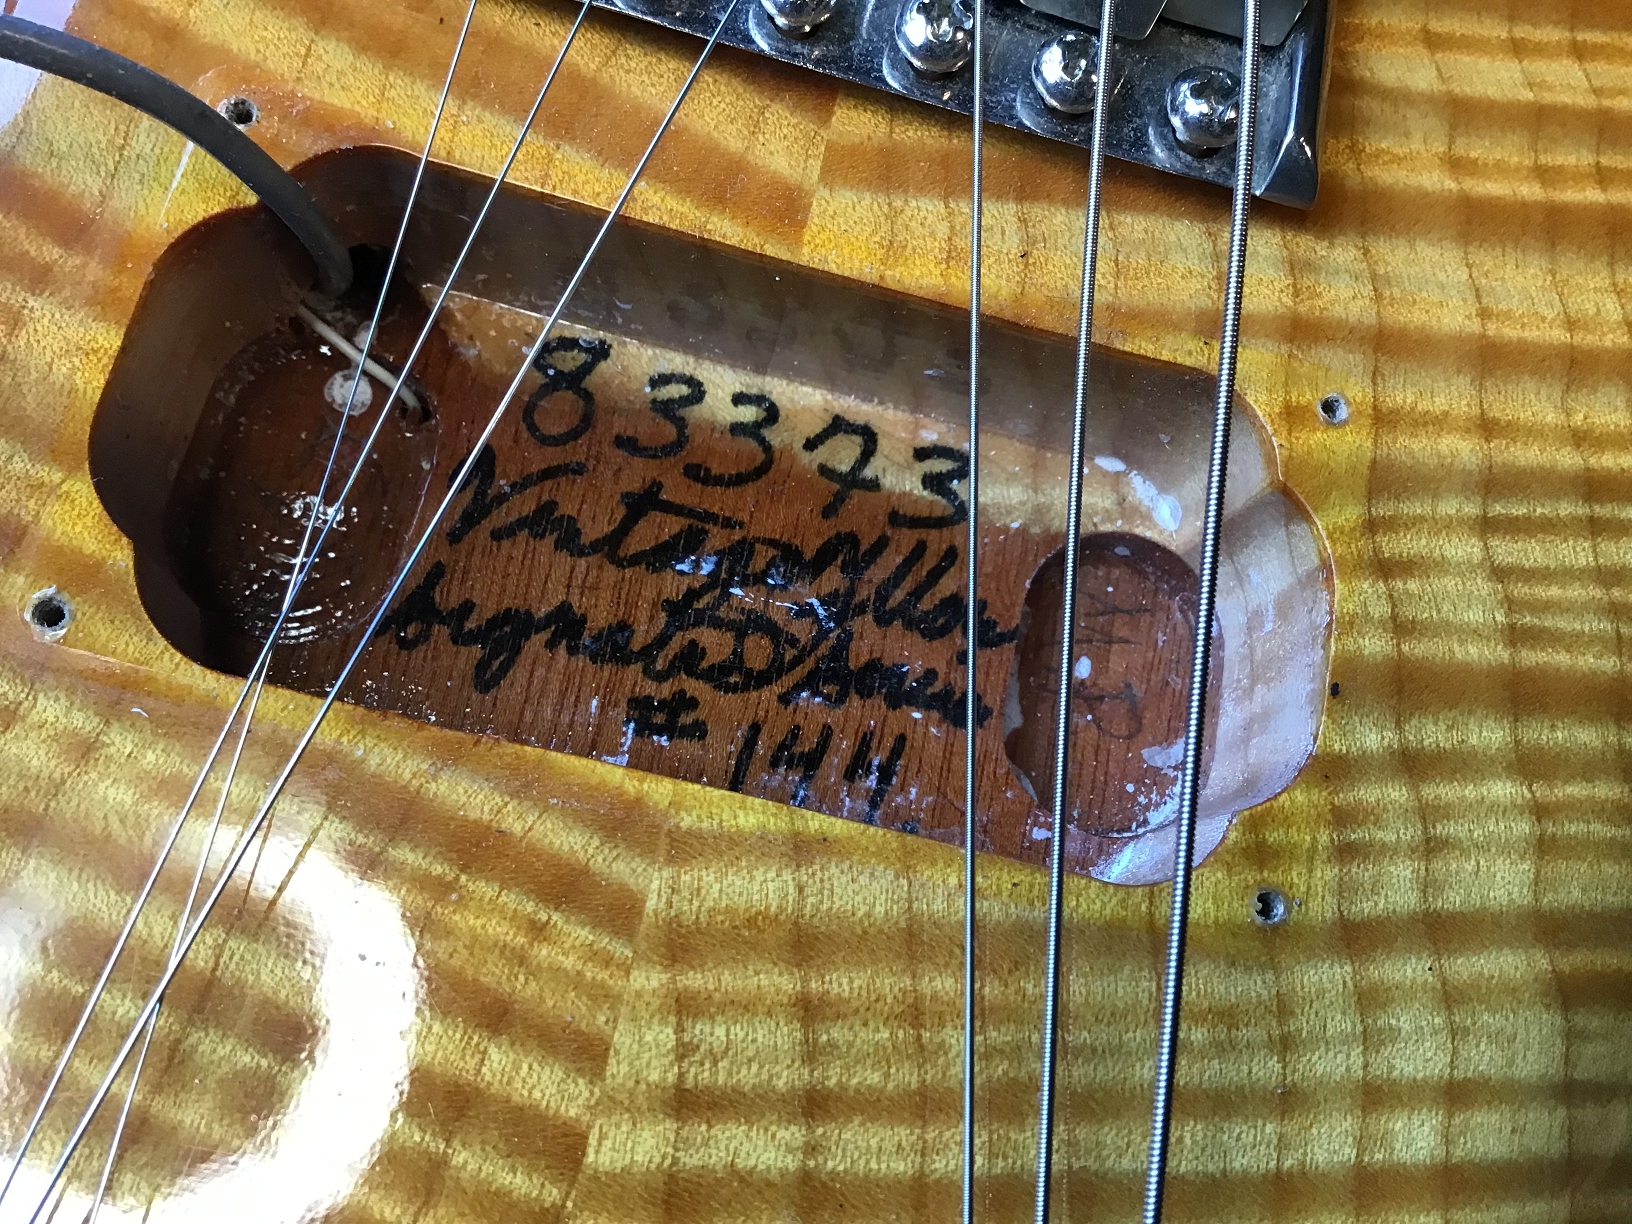 83373
Vintage Yellow
Signature Series
# 144